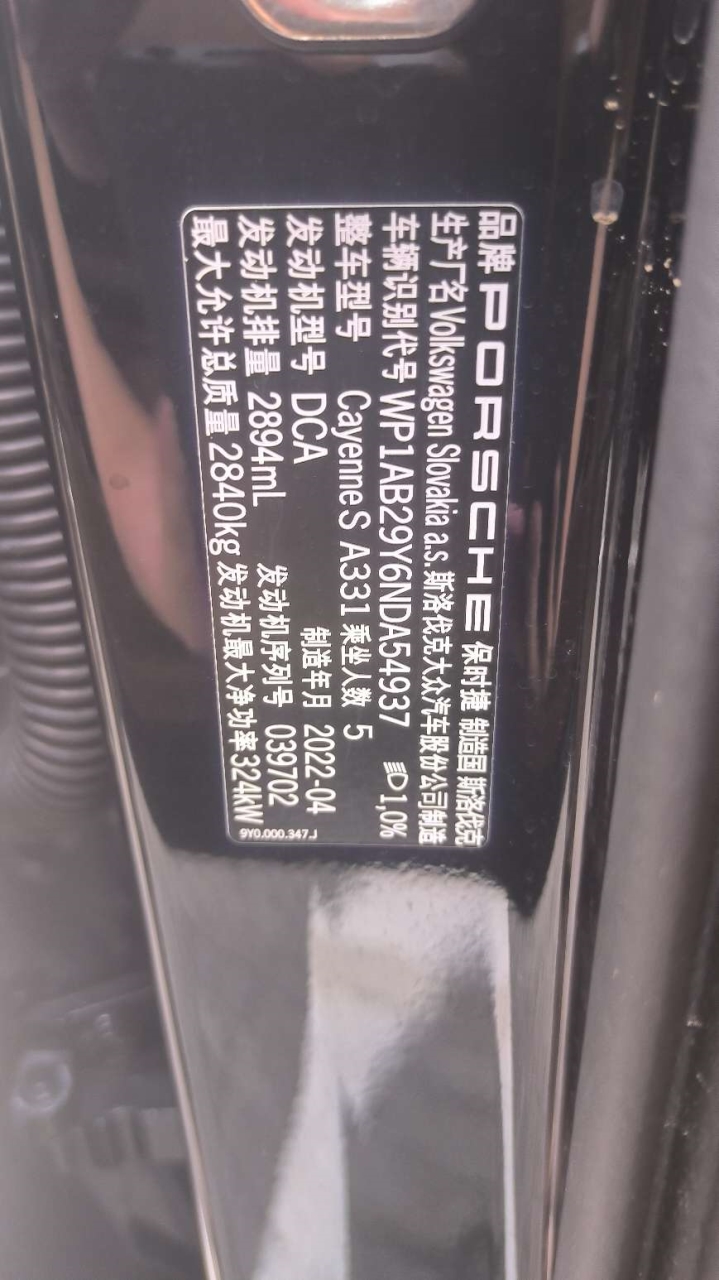 品牌 PORSCHE 保时捷 制造国 斯洛伐克
生产厂名 Volkswagen Slovakia a.s. 斯洛伐克大众汽车股份公司制造
车辆识别代号 WP1AB29Y6NDA54937 1,0%
整车型号 Cayenne S A331 乘坐人数 5
发动机型号 DCA 制造年月 2022-04
发动机排量 2894mL 发动机序列号 039702
最大允许总质量 2840kg 发动机最大净功率 324kW
9Y0.000.347.J